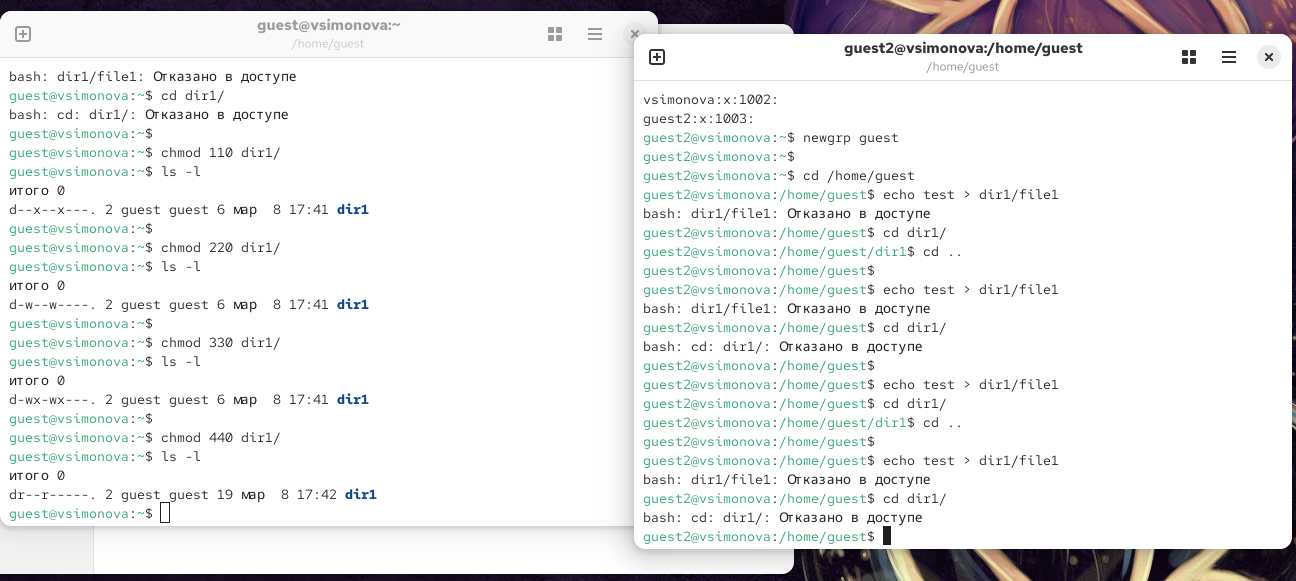 guest@vsimonova:~
/home/guest
bash: dir1/file1: Отказано в доступе
guest@vsimonova:~$ cd dir1/
bash: cd: dir1/: Отказано в доступе
guest@vsimonova:~$
guest@vsimonova:~$ chmod 110 dir1/
guest@vsimonova:~$ ls -l
итого 0
d--x--x---. 2 guest guest 6 мар  8 17:41 dir1
guest@vsimonova:~$
guest@vsimonova:~$ chmod 220 dir1/
guest@vsimonova:~$ ls -l
итого 0
d-w--w----. 2 guest guest 6 мар  8 17:41 dir1
guest@vsimonova:~$
guest@vsimonova:~$ chmod 330 dir1/
guest@vsimonova:~$ ls -l
итого 0
d-wx-wx---. 2 guest guest 6 мар  8 17:41 dir1
guest@vsimonova:~$
guest@vsimonova:~$ chmod 440 dir1/
guest@vsimonova:~$ ls -l
итого 0
dr--r-----. 2 guest guest 19 мар  8 17:42 dir1
guest@vsimonova:~$
guest2@vsimonova:/home/guest
/home/guest
vsimonova:x:1002:
guest2:x:1003:
guest2@vsimonova:~$ newgrp guest
guest2@vsimonova:~$
guest2@vsimonova:~$ cd /home/guest
guest2@vsimonova:/home/guest$ echo test > dir1/file1
bash: dir1/file1: Отказано в доступе
guest2@vsimonova:/home/guest$ cd dir1/
guest2@vsimonova:/home/guest/dir1$ cd ..
guest2@vsimonova:/home/guest$
guest2@vsimonova:/home/guest$ echo test > dir1/file1
bash: dir1/file1: Отказано в доступе
guest2@vsimonova:/home/guest$ cd dir1/
bash: cd: dir1/: Отказано в доступе
guest2@vsimonova:/home/guest$
guest2@vsimonova:/home/guest$ echo test > dir1/file1
guest2@vsimonova:/home/guest$ cd dir1/
guest2@vsimonova:/home/guest/dir1$ cd ..
guest2@vsimonova:/home/guest$
guest2@vsimonova:/home/guest$ echo test > dir1/file1
bash: dir1/file1: Отказано в доступе
guest2@vsimonova:/home/guest$ cd dir1/
bash: cd: dir1/: Отказано в доступе
guest2@vsimonova:/home/guest$